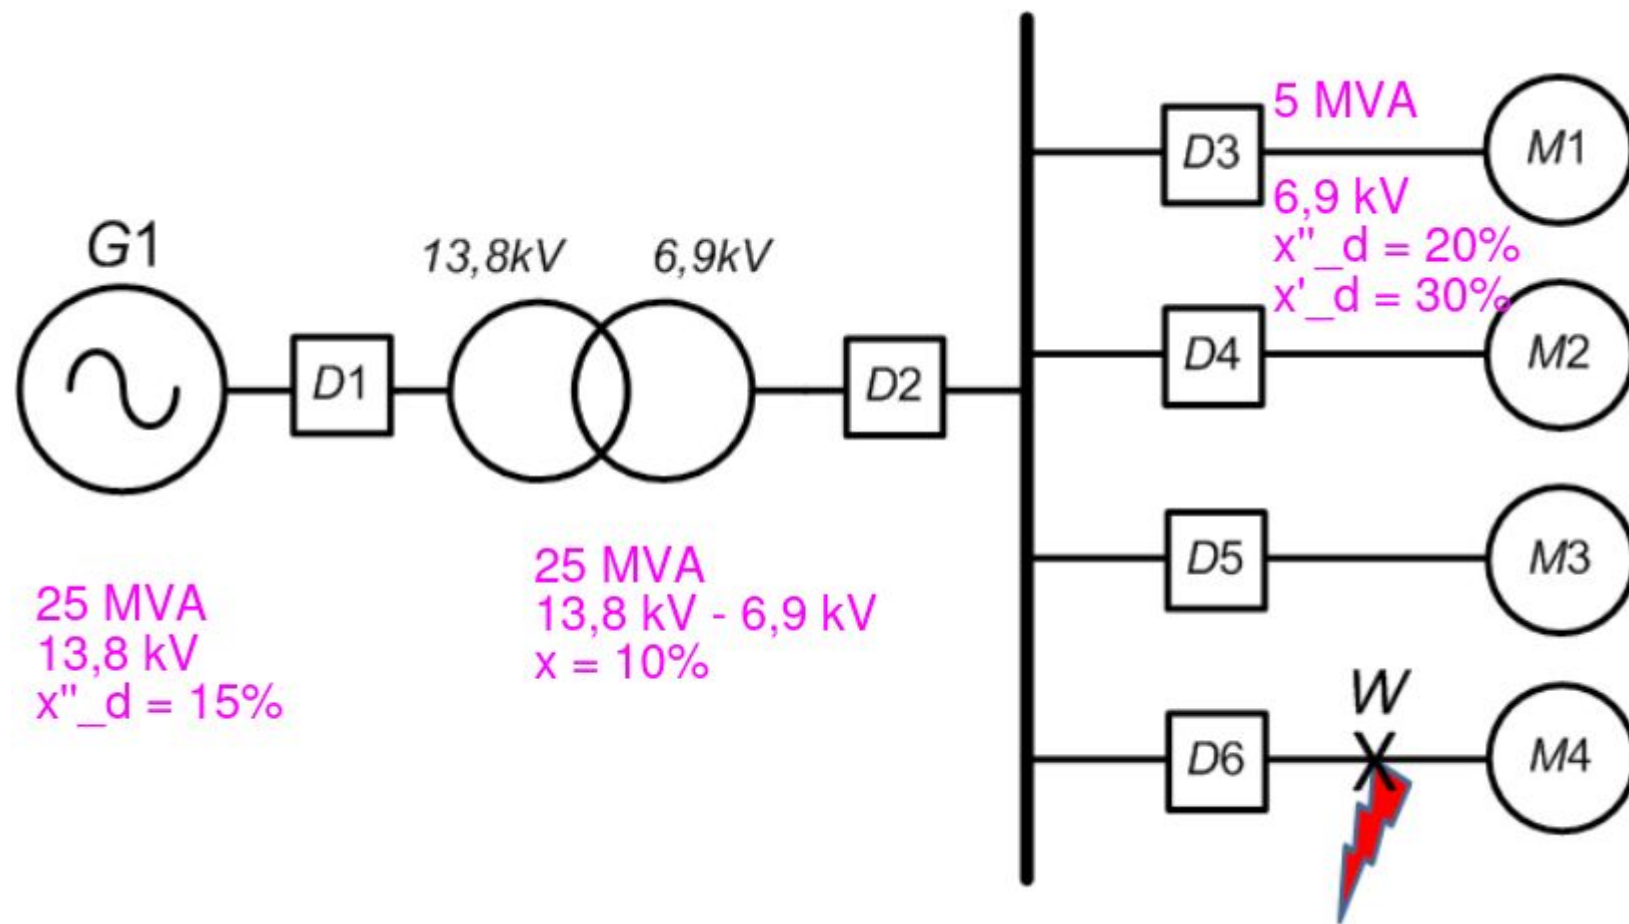 G1
13,8kV
6,9kV
D1
D2
25 MVA
13,8 kV
x"_d = 15%
25 MVA
13,8 kV - 6,9 kV
x = 10%
D3
5 MVA
6,9 kV
x"_d = 20%
x'_d = 30%
M1
D4
M2
D5
M3
D6
W
X
M4